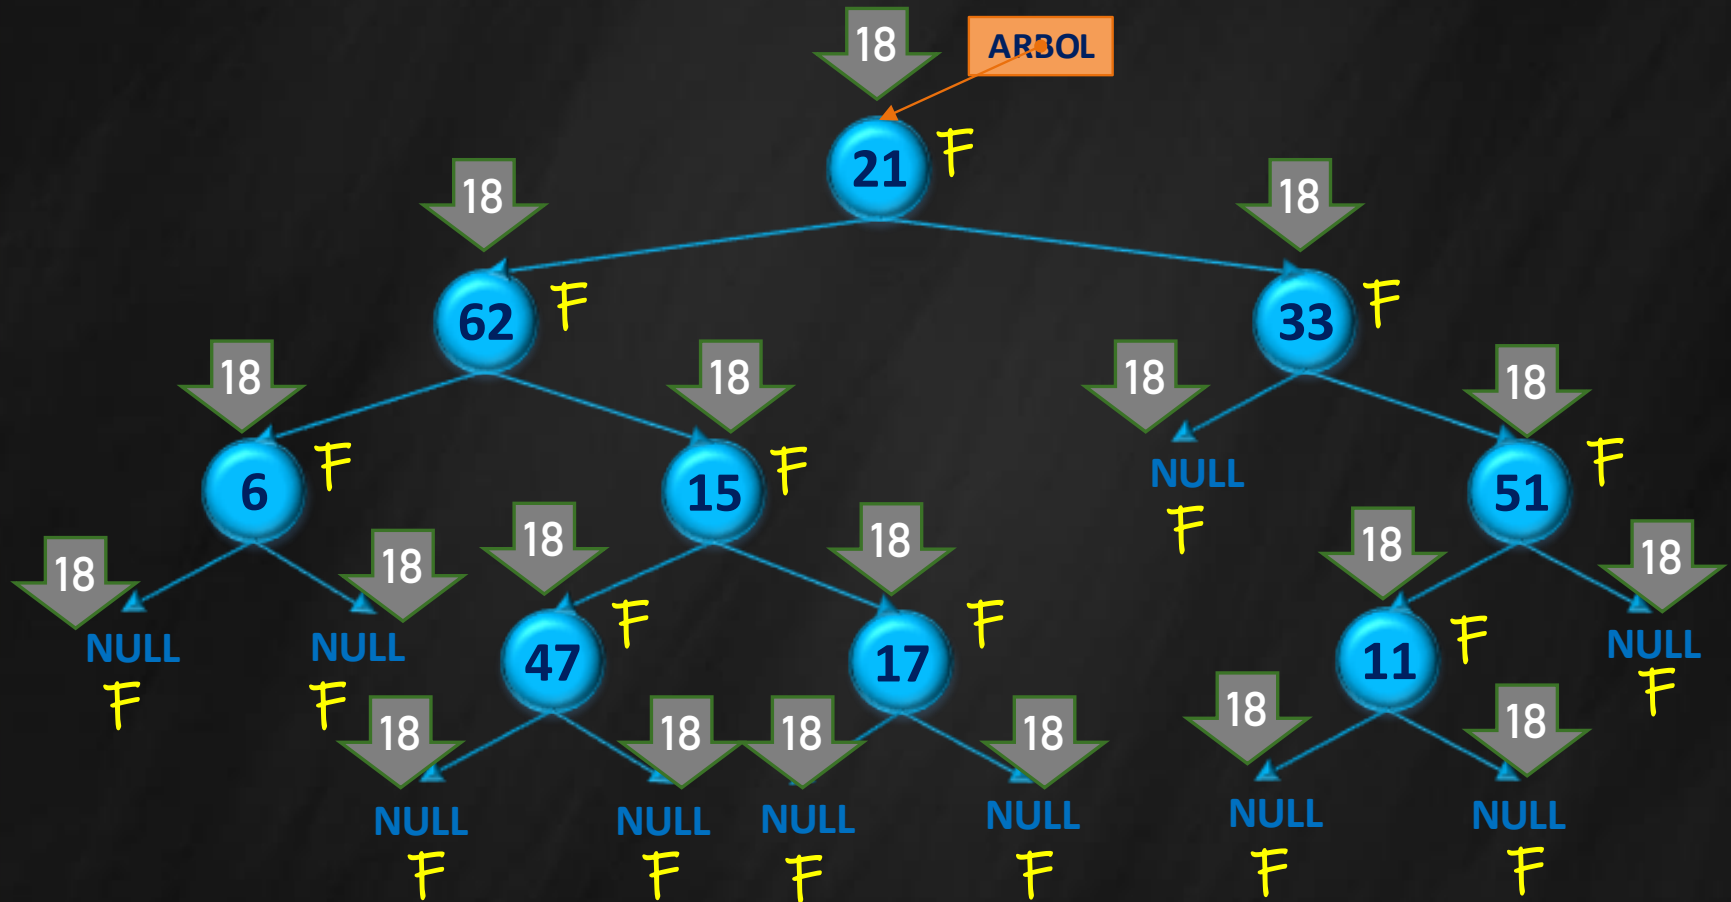 18 ARBOL
21 F
18 18
62 F 33 F
18 18 18 18
6 F 15 F NULL 51 F
F
18 18 18 18 18 18
NULL NULL 47 F 17 F 11 F NULL
F F F
18 18 18 18 18 18
NULL NULL NULL NULL NULL NULL
F F F F F F